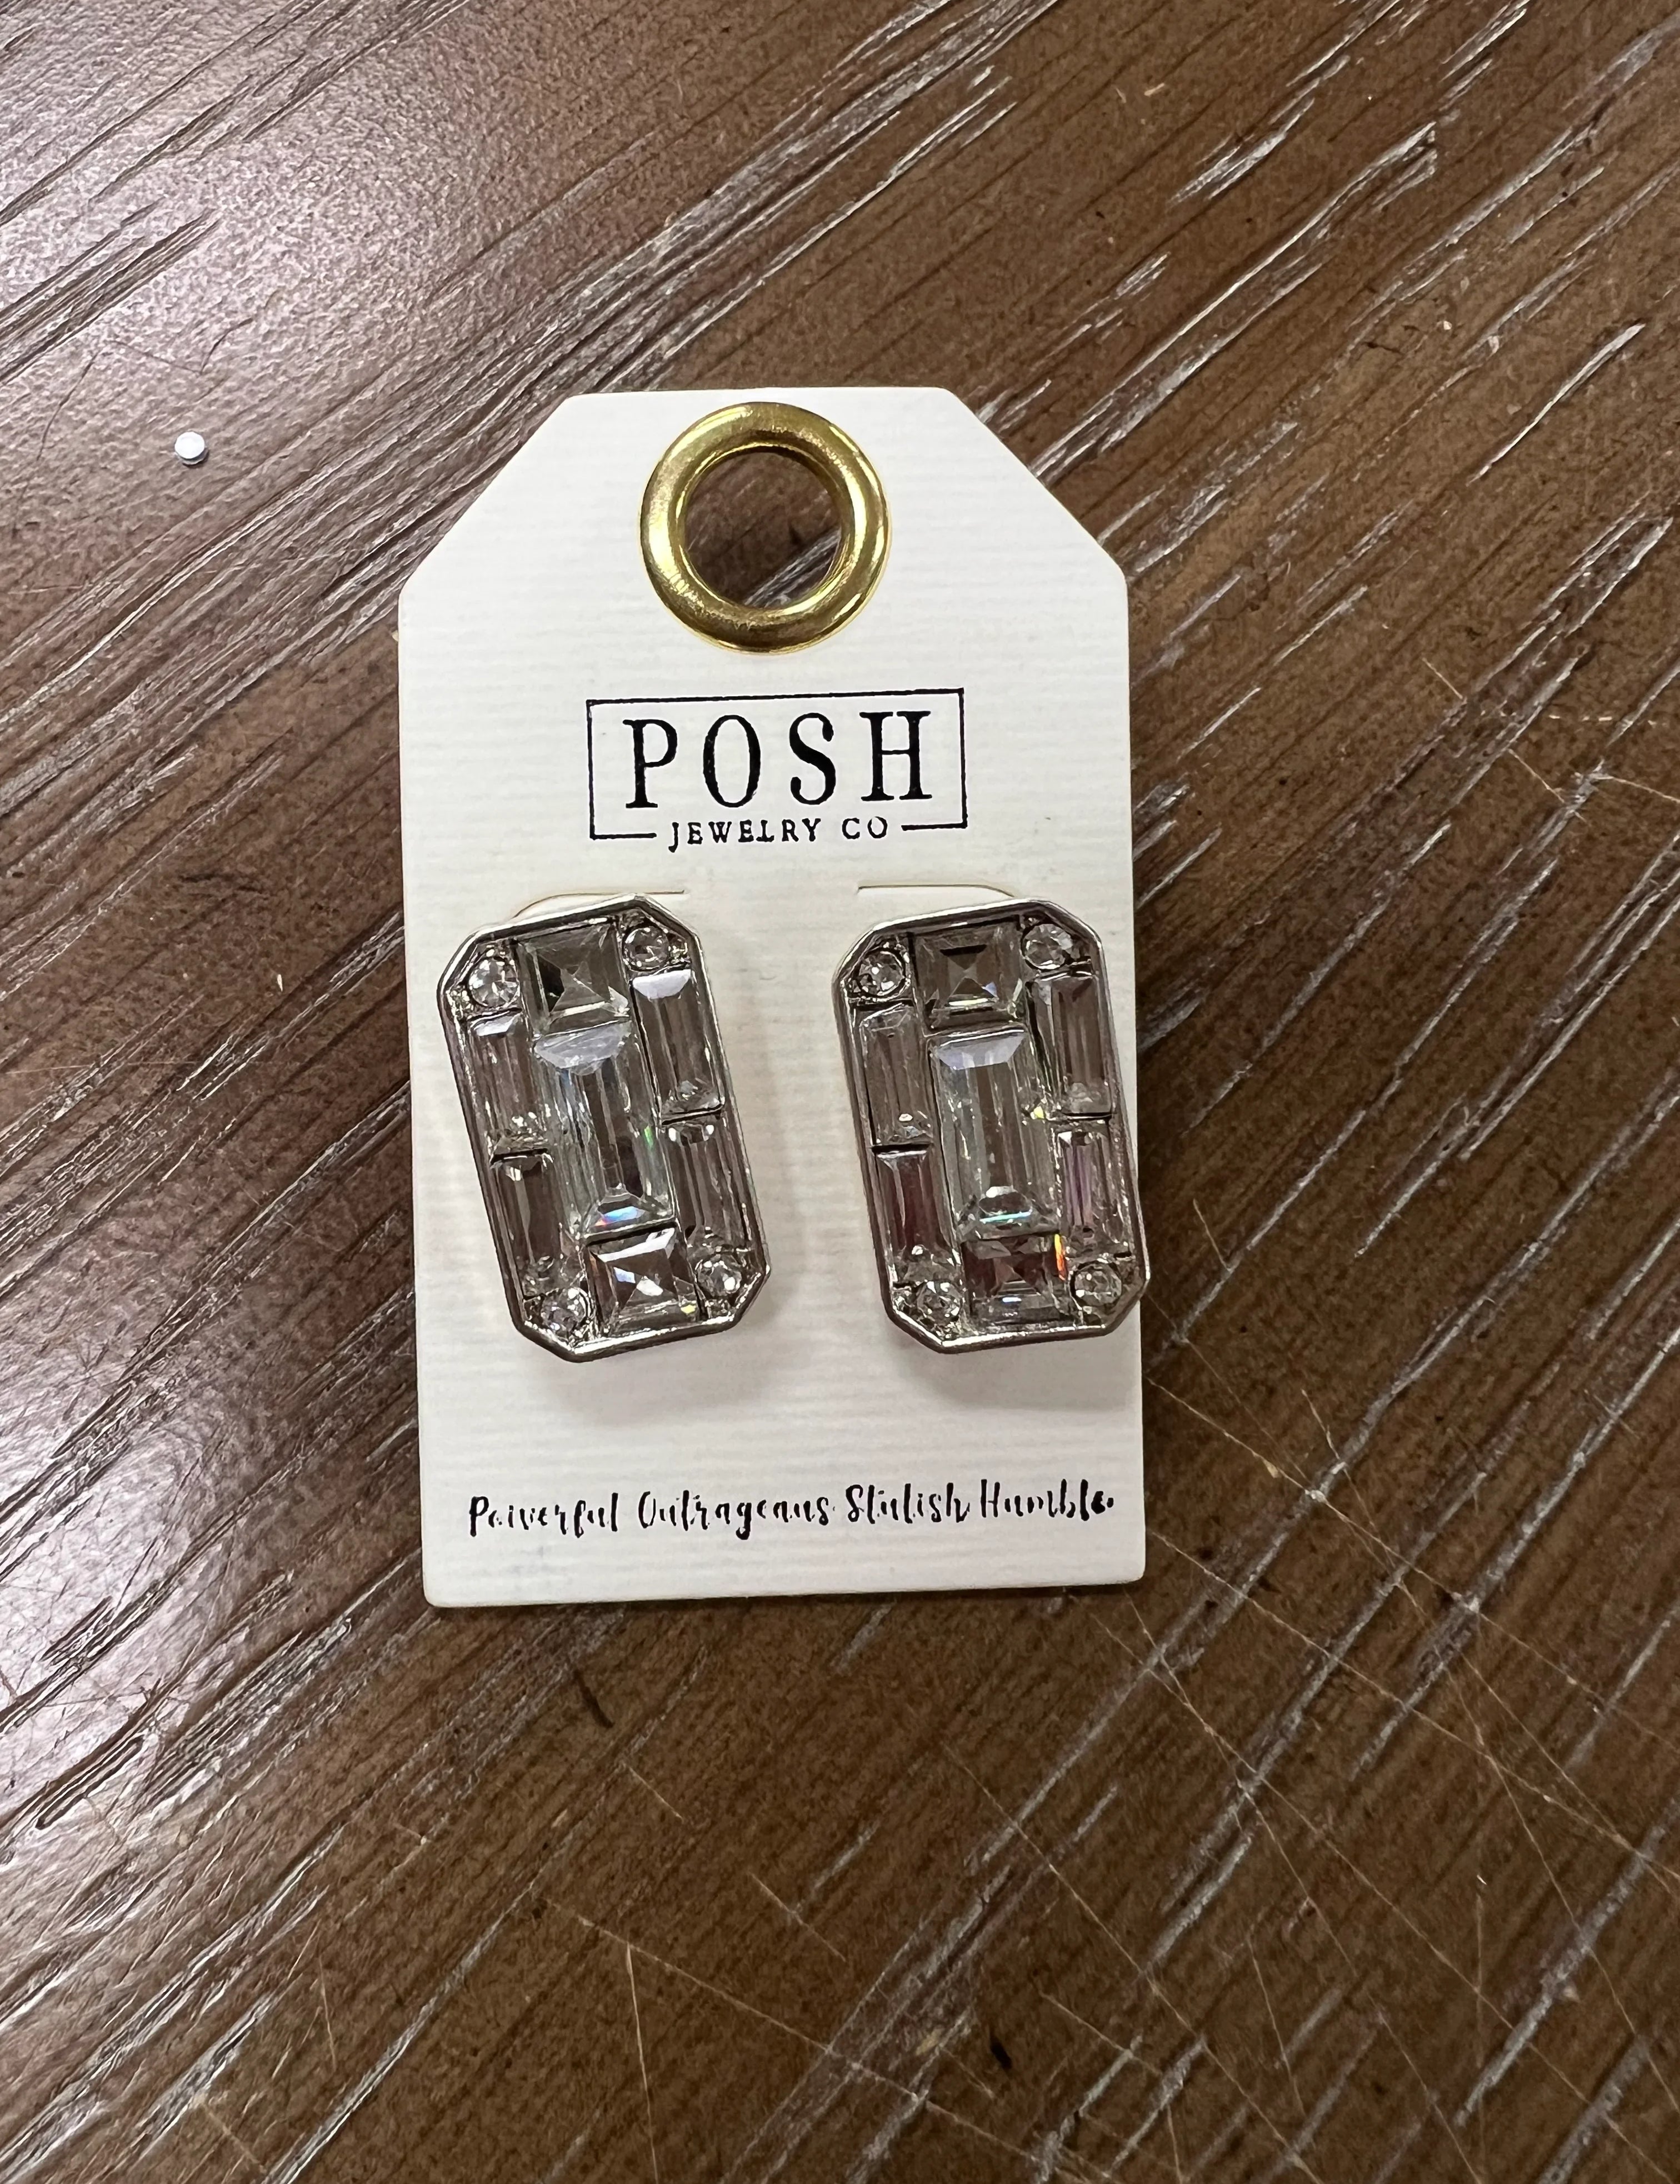 POSH
JEWELRY CO
Powerful Outrageous Stylish Humble